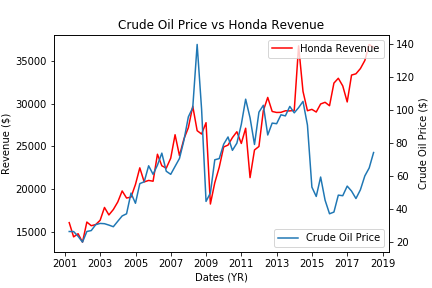 Crude Oil Price vs Honda Revenue
Honda Revenue
Crude Oil Price
Revenue ($)
35000
30000
25000
20000
15000
Crude Oil Price ($)
140
120
100
80
60
40
20
2001 2003 2005 2007 2009 2011 2013 2015 2017 2019
Dates (YR)